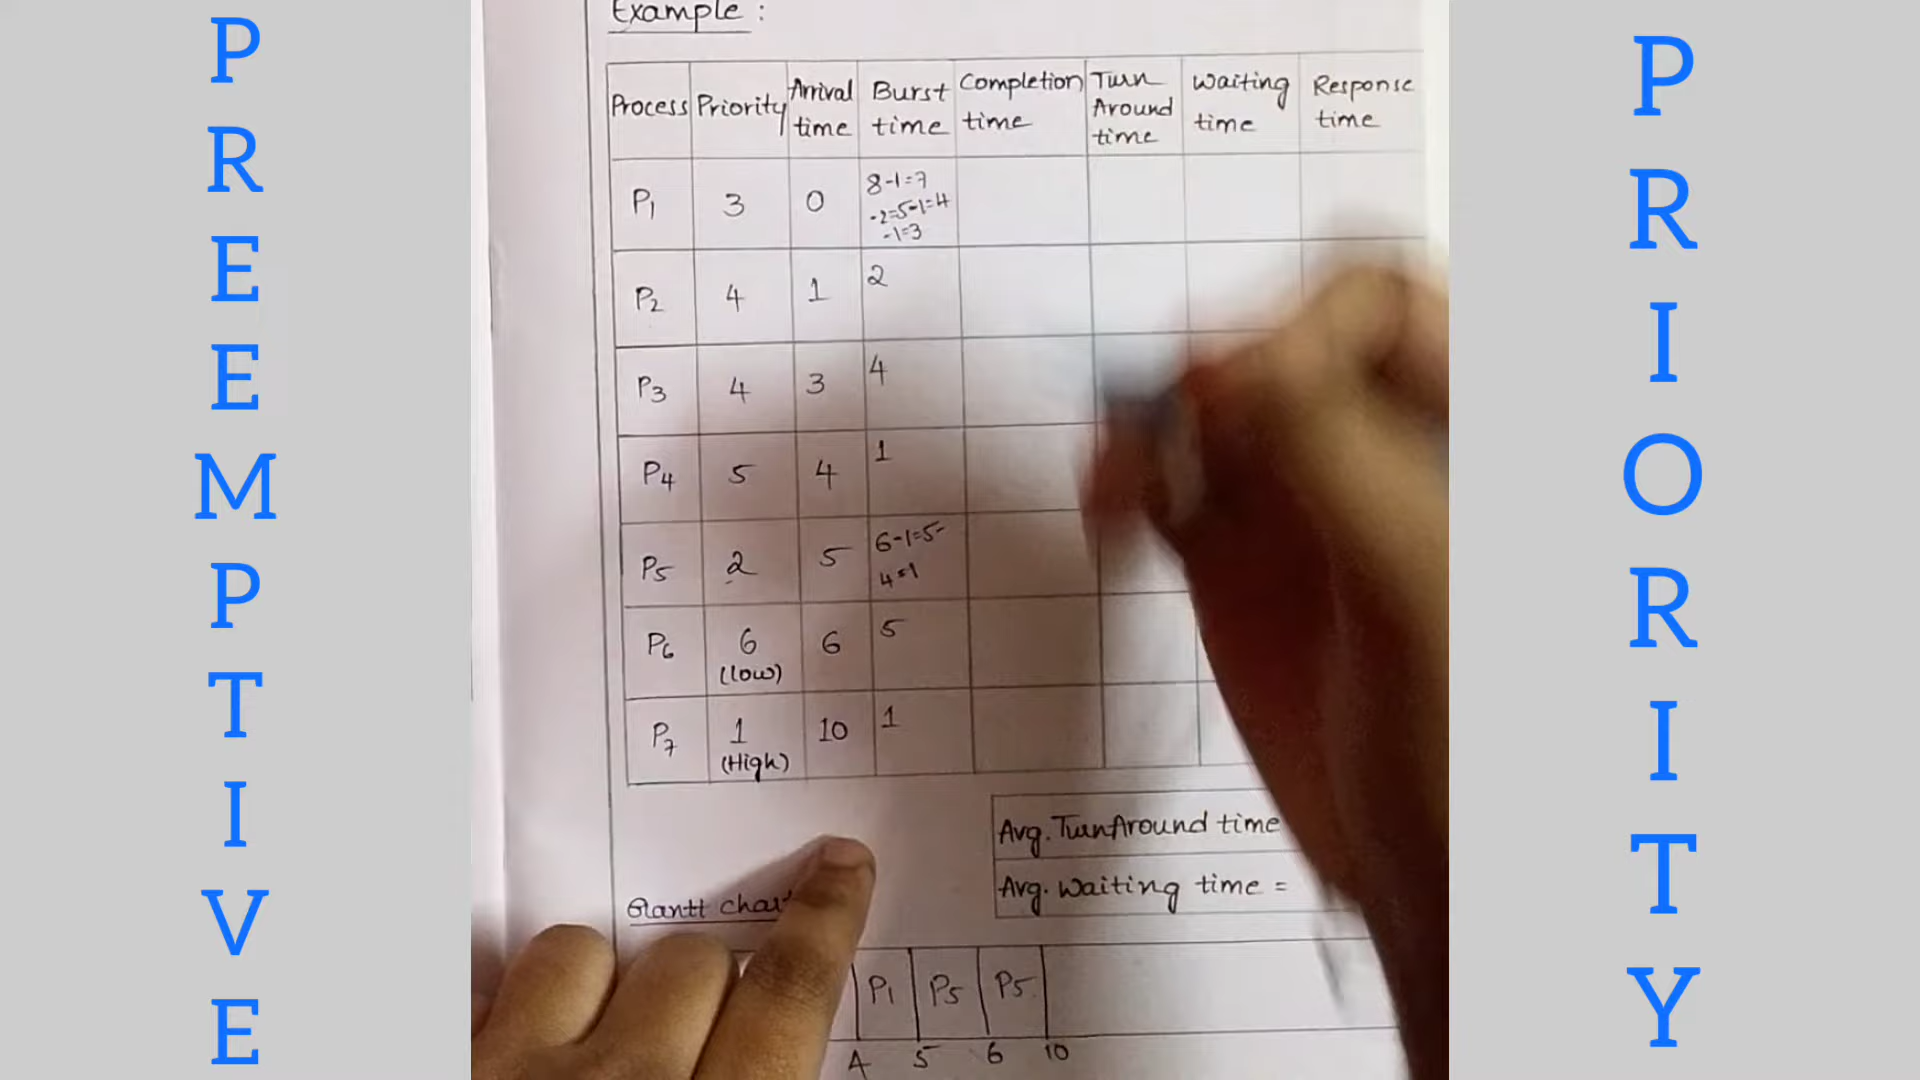 PREEMPTIVE
Example :
Process Priority Arrival time Burst time Completion time Turn Around time Waiting time Response time
P1 3 0 8-1=7
-2=5-1=4
-1=3
P2 4 1 2
P3 4 3 4
P4 5 4 1
P5 2 5 6-1=5-
4=1
P6 6 6 5
(low)
P7 1 10 1
(High)
Avg. TurnAround time
Avg. Waiting time =
Gantt
P1 P5 P5
4 5 6 10
PRIORITY